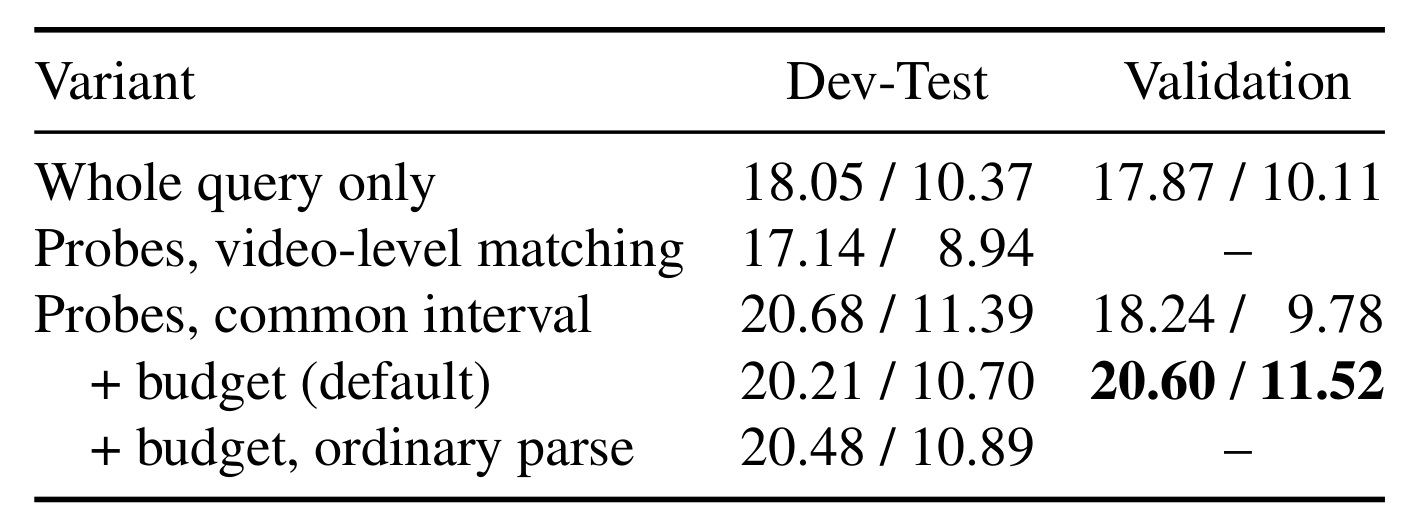 Variant Dev-Test Validation
Whole query only 18.05 / 10.37 17.87 / 10.11
Probes, video-level matching 17.14 / 8.94 –
Probes, common interval 20.68 / 11.39 18.24 / 9.78
+ budget (default) 20.21 / 10.70 20.60 / 11.52
+ budget, ordinary parse 20.48 / 10.89 –